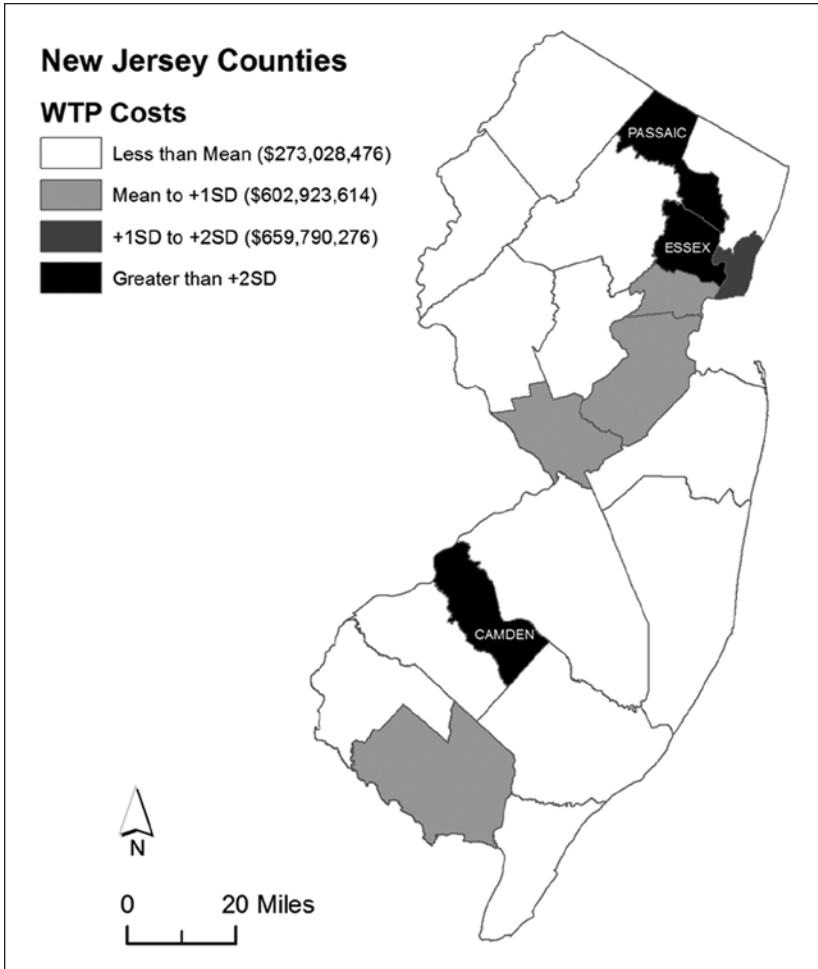 New Jersey Counties
WTP Costs
Less than Mean ($273,028,476)
Mean to +1SD ($602,923,614)
+1SD to +2SD ($659,790,276)
Greater than +2SD
PASSAIC
ESSEX
CAMDEN
N
0 20 Miles